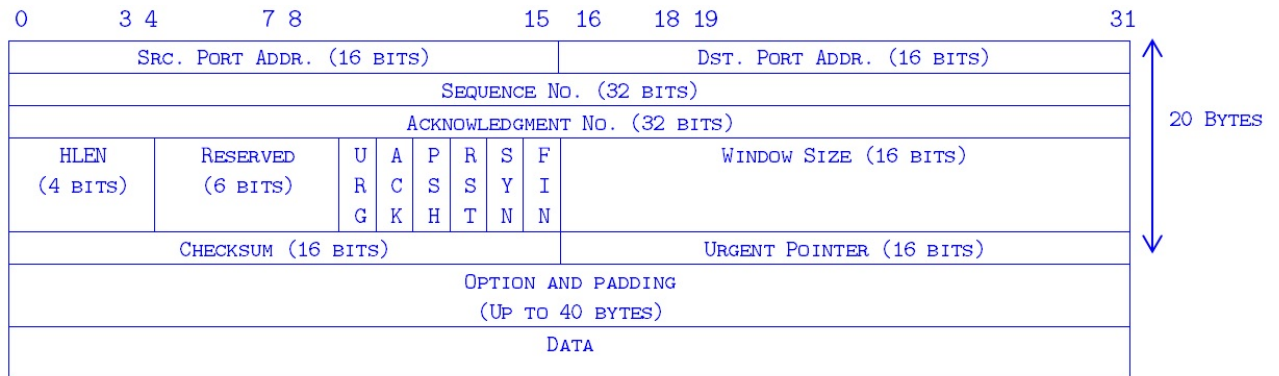 0 3 4 7 8 15 16 18 19 31
Src. Port Addr. (16 bits) Dst. Port Addr. (16 bits)
Sequence No. (32 bits)
Acknowledgment No. (32 bits)
20 Bytes
HLEN Reserved U A P R S F Window Size (16 bits)
(4 bits) (6 bits) R C S S Y I
G K H T N N
Checksum (16 bits) Urgent Pointer (16 bits)
Option and padding
(Up to 40 bytes)
Data